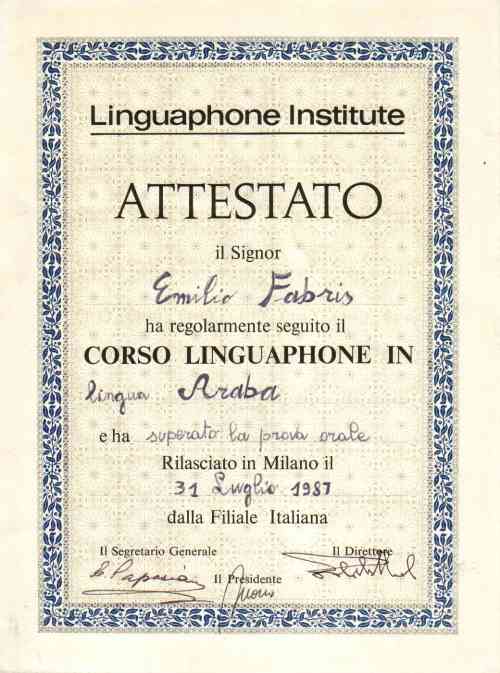 Linguaphone Institute
ATTESTATO
il Signor
Emilio Fabris
ha regolarmente seguito il
CORSO LINGUAPHONE IN
lingua Araba
e ha superato la prova orale
Rilasciato in Milano il
31 Luglio 1987
dalla Filiale Italiana
Il Segretario Generale Il Direttore
Il Presidente